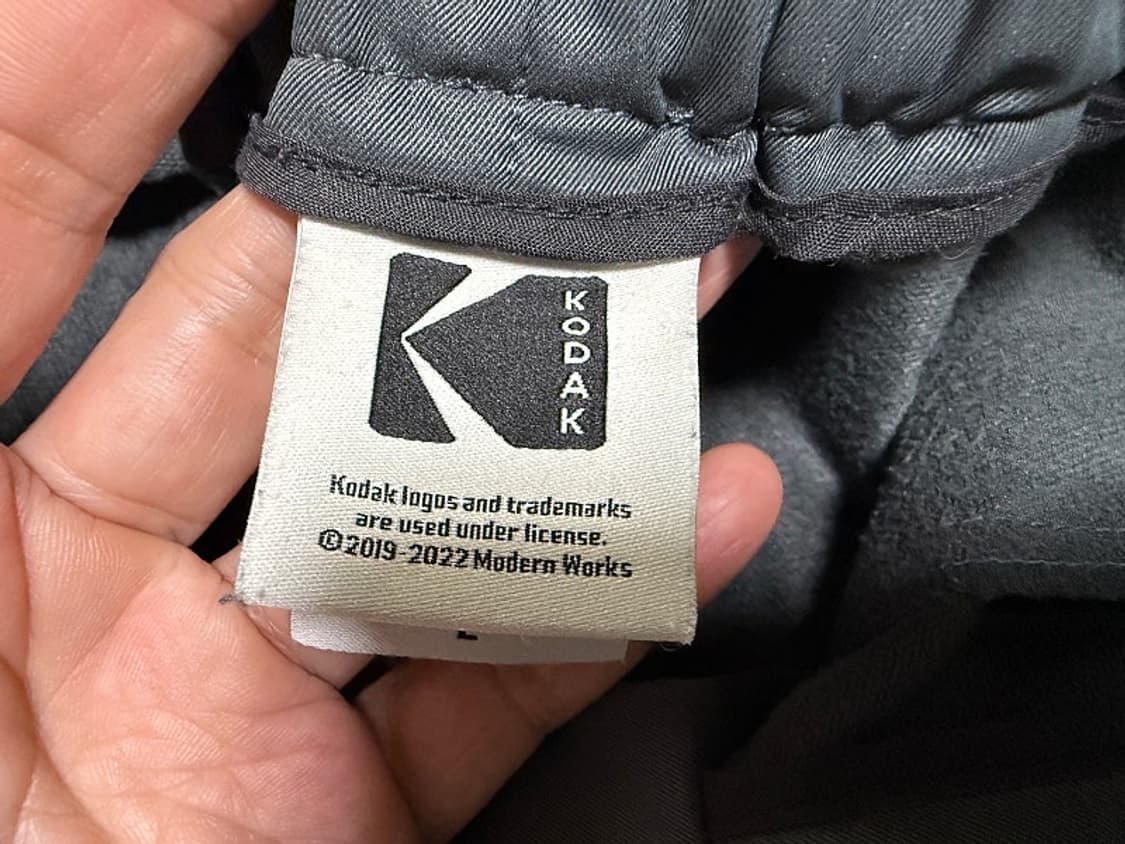 KODAK
Kodak logos and trademarks
are used under license.
©2019-2022 Modern Works
L